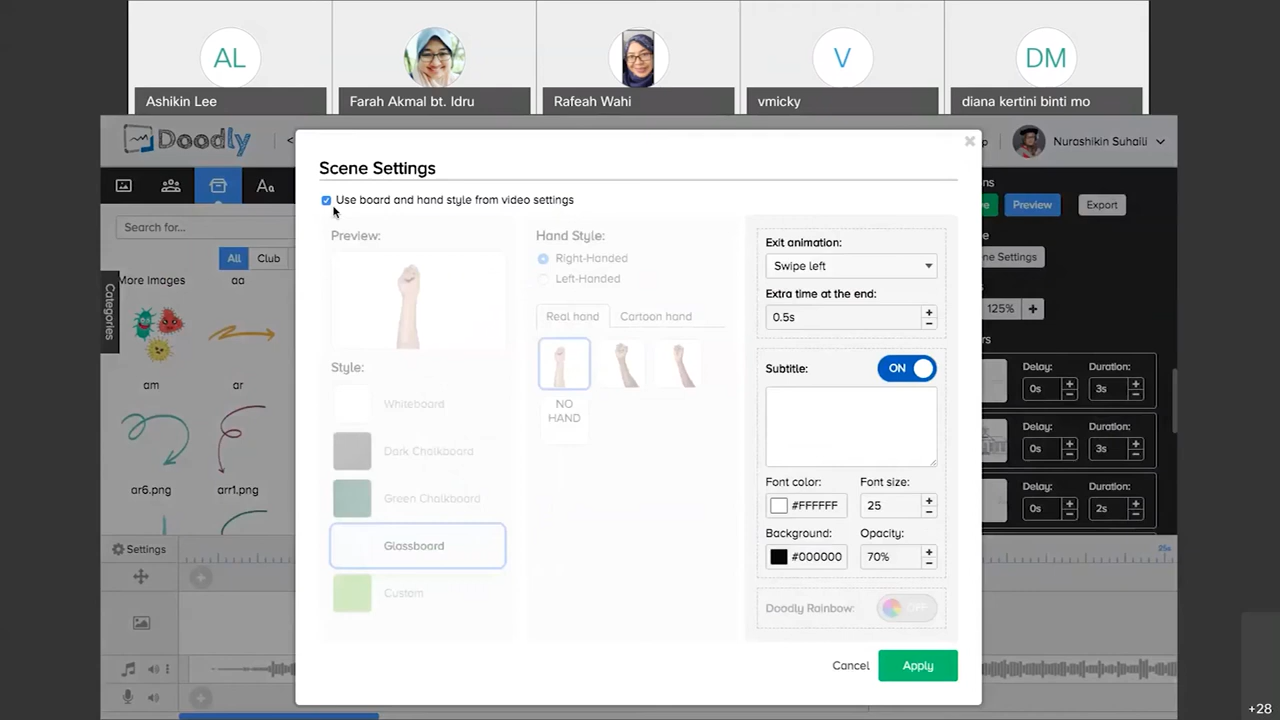 AL
V
DM
Ashikin Lee
Farah Akmal bt. Idru
Rafeah Wahi
vmicky
diana kertini binti mo
Doodly
<
p
Nurashikin Suhaili
Aa
Search for...
All
Club
More Images
aa
Categories
am
ar
ar6.png
arr1.png
Settings
Scene Settings
Use board and hand style from video settings
Preview:
Style:
Whiteboard
Dark Chalkboard
Green Chalkboard
Glassboard
Custom
Hand Style:
Right-Handed
Left-Handed
Real hand
Cartoon hand
NO
HAND
Exit animation:
Swipe left
Extra time at the end:
0.5s
+
−
Subtitle:
ON
Font color:
Font size:
#FFFFFF
25
+
−
Background:
Opacity:
#000000
70%
+
−
Doodly Rainbow:
OFF
Cancel
Apply
ns
e
Preview
Export
e
ne Settings
s
125%
+
rs
Delay:
Duration:
0s
3s
Delay:
Duration:
0s
3s
Delay:
Duration:
0s
2s
25s
+28